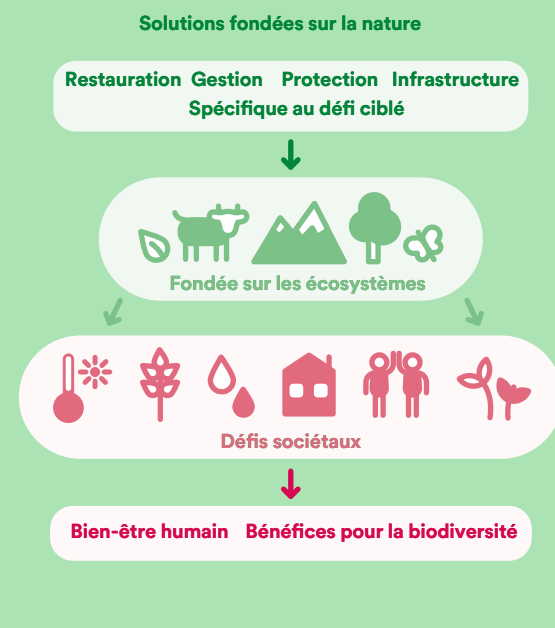 Solutions fondées sur la nature
Restauration Gestion Protection Infrastructure
Spécifique au défi ciblé
Fondée sur les écosystèmes
Défis sociétaux
Bien-être humain Bénéfices pour la biodiversité